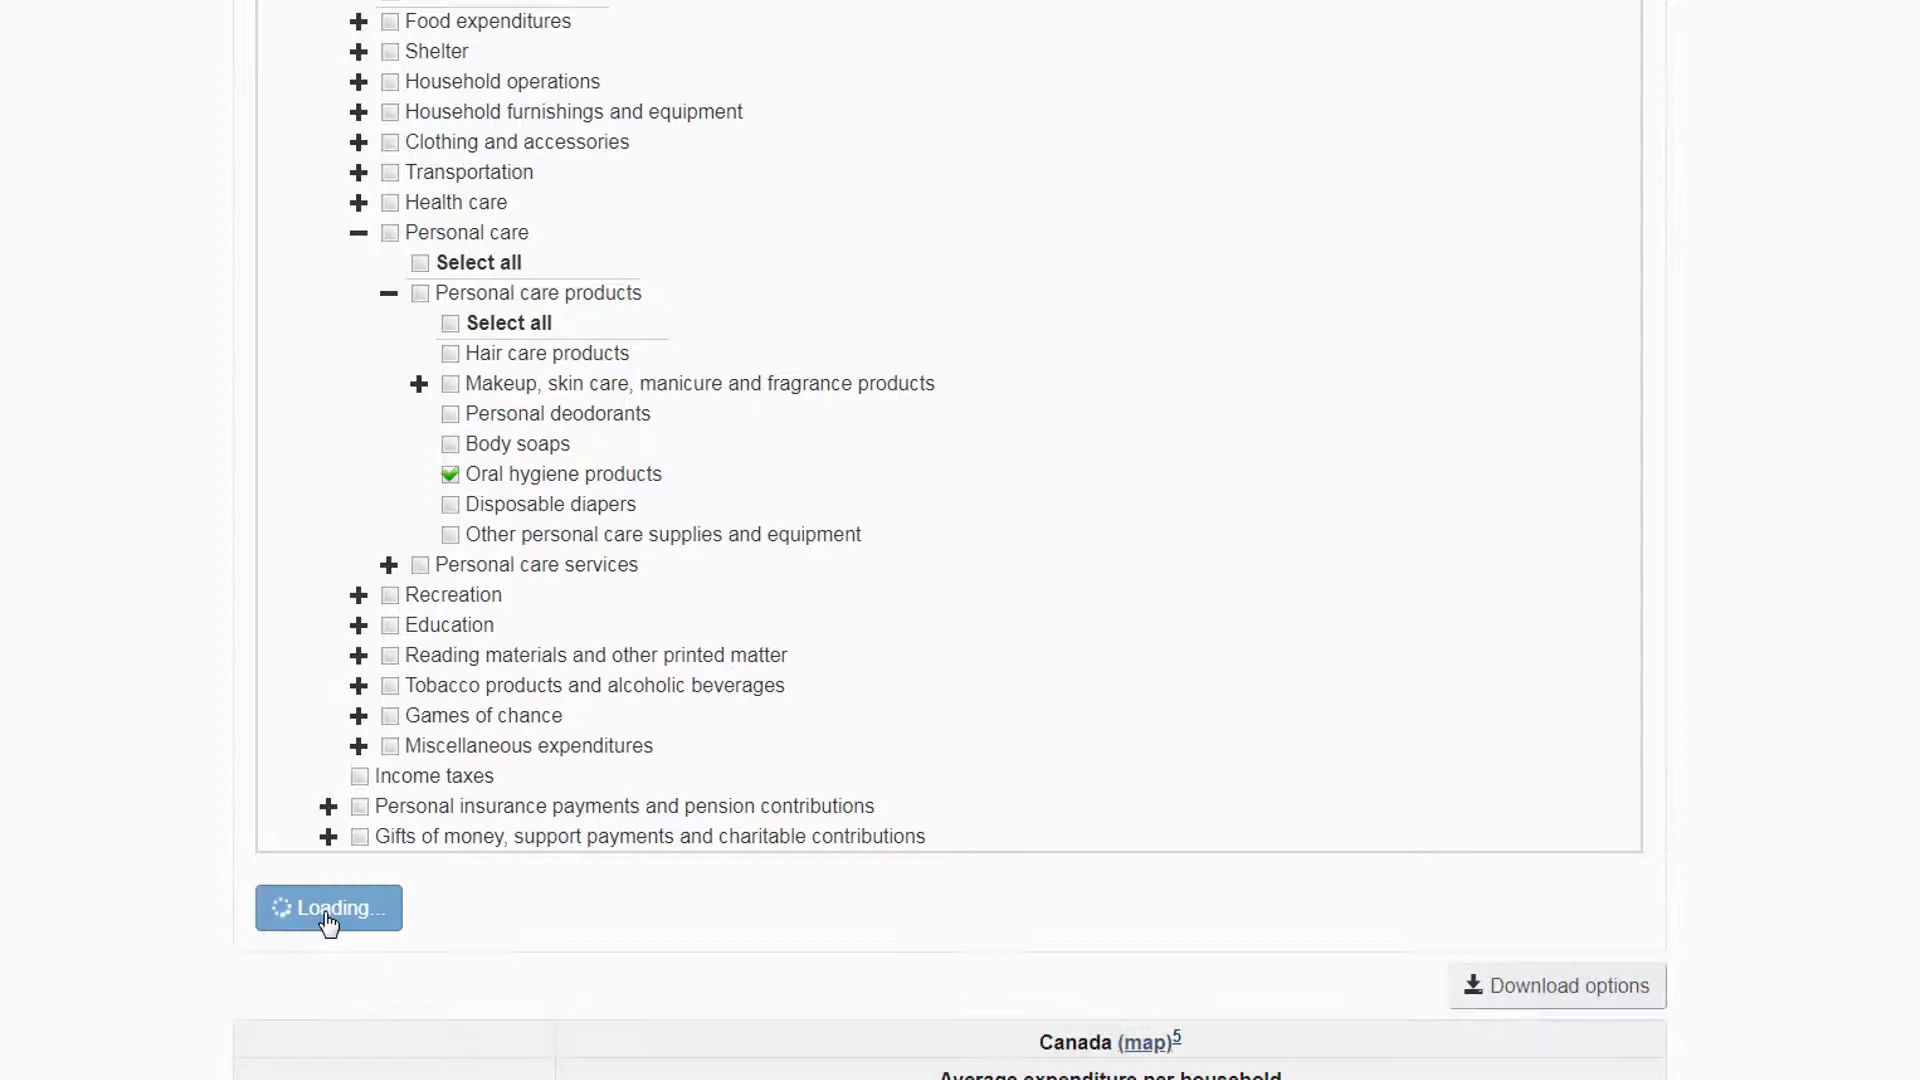 Food expenditures
Shelter
Household operations
Household furnishings and equipment
Clothing and accessories
Transportation
Health care
Personal care
Select all
Personal care products
Select all
Hair care products
Makeup, skin care, manicure and fragrance products
Personal deodorants
Body soaps
Oral hygiene products
Disposable diapers
Other personal care supplies and equipment
Personal care services
Recreation
Education
Reading materials and other printed matter
Tobacco products and alcoholic beverages
Games of chance
Miscellaneous expenditures
Income taxes
Personal insurance payments and pension contributions
Gifts of money, support payments and charitable contributions
Loading...
Download options
Canada (map)5
Average expenditure per household